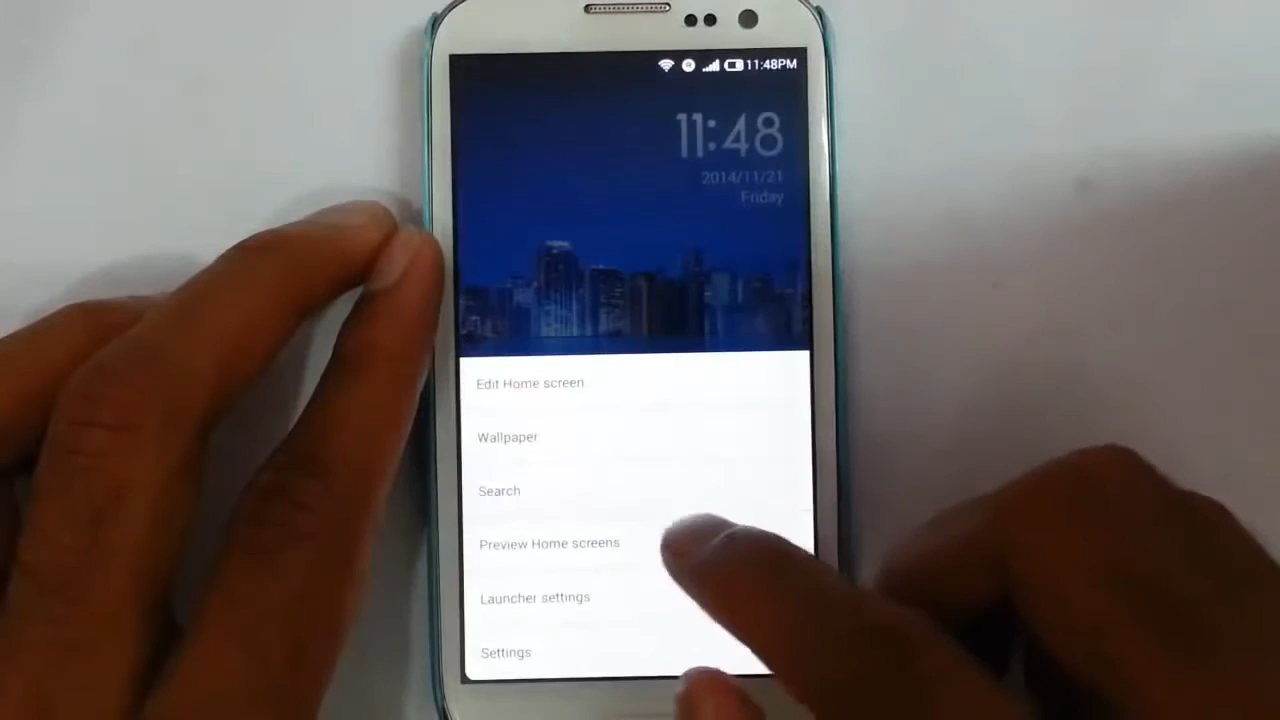 11:48PM
11:48
2014/11/21
Friday
Edit Home screen
Wallpaper
Search
Preview Home screens
Launcher settings
Settings